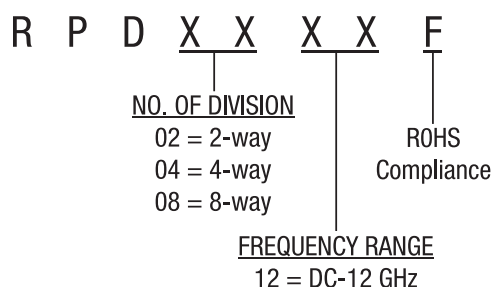 R P D X X X X F
NO. OF DIVISION
02 = 2-way
04 = 4-way
08 = 8-way
ROHS
Compliance
FREQUENCY RANGE
12 = DC-12 GHz